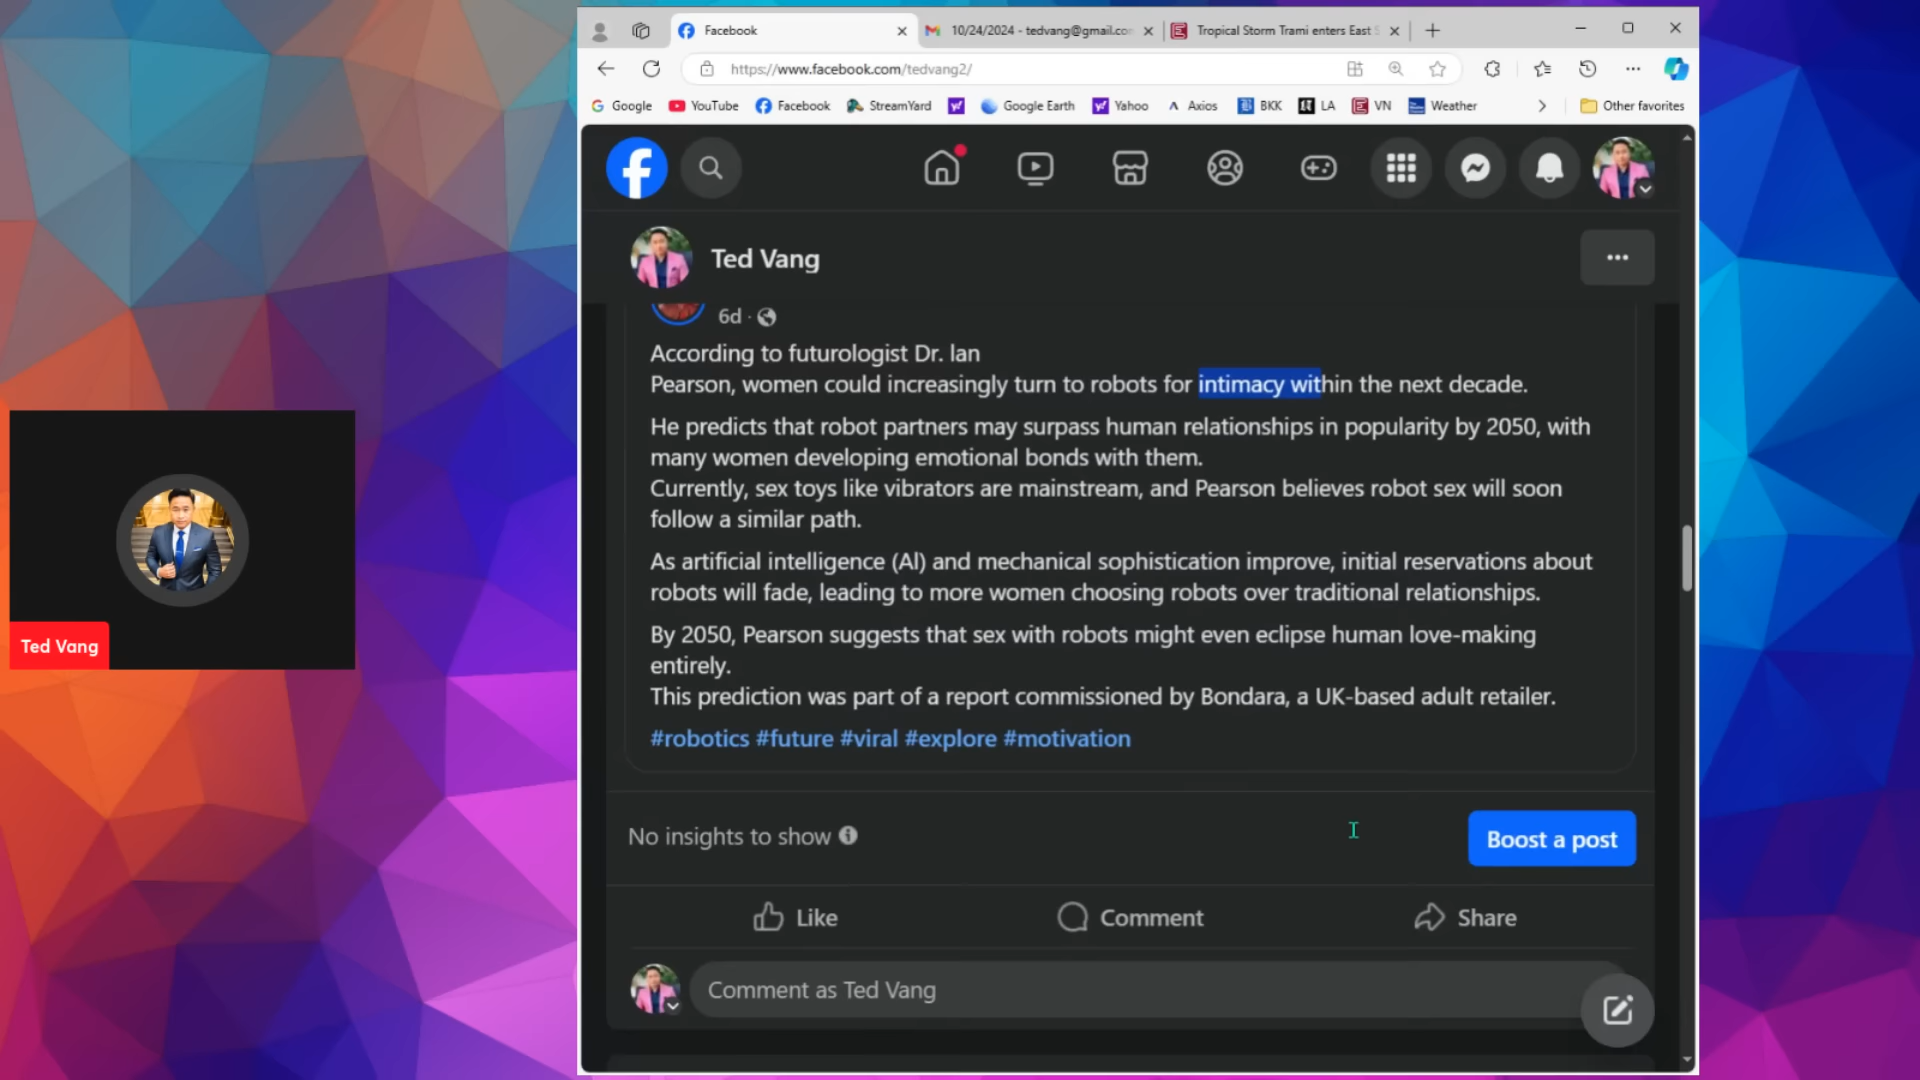 Facebook
10/24/2024 - tedvang@gmail.com
Tropical Storm Trami enters East
https://www.facebook.com/tedvang2/
Google YouTube Facebook StreamYard Google Earth Yahoo Axios BKK LA VN Weather Other favorites
Ted Vang
6d ·
According to futurologist Dr. lan
Pearson, women could increasingly turn to robots for intimacy within the next decade.
He predicts that robot partners may surpass human relationships in popularity by 2050, with
many women developing emotional bonds with them.
Currently, sex toys like vibrators are mainstream, and Pearson believes robot sex will soon
follow a similar path.
As artificial intelligence (Al) and mechanical sophistication improve, initial reservations about
robots will fade, leading to more women choosing robots over traditional relationships.
By 2050, Pearson suggests that sex with robots might even eclipse human love-making
entirely.
This prediction was part of a report commissioned by Bondara, a UK-based adult retailer.
#robotics #future #viral #explore #motivation
No insights to show
Boost a post
Like Comment Share
Comment as Ted Vang
Ted Vang